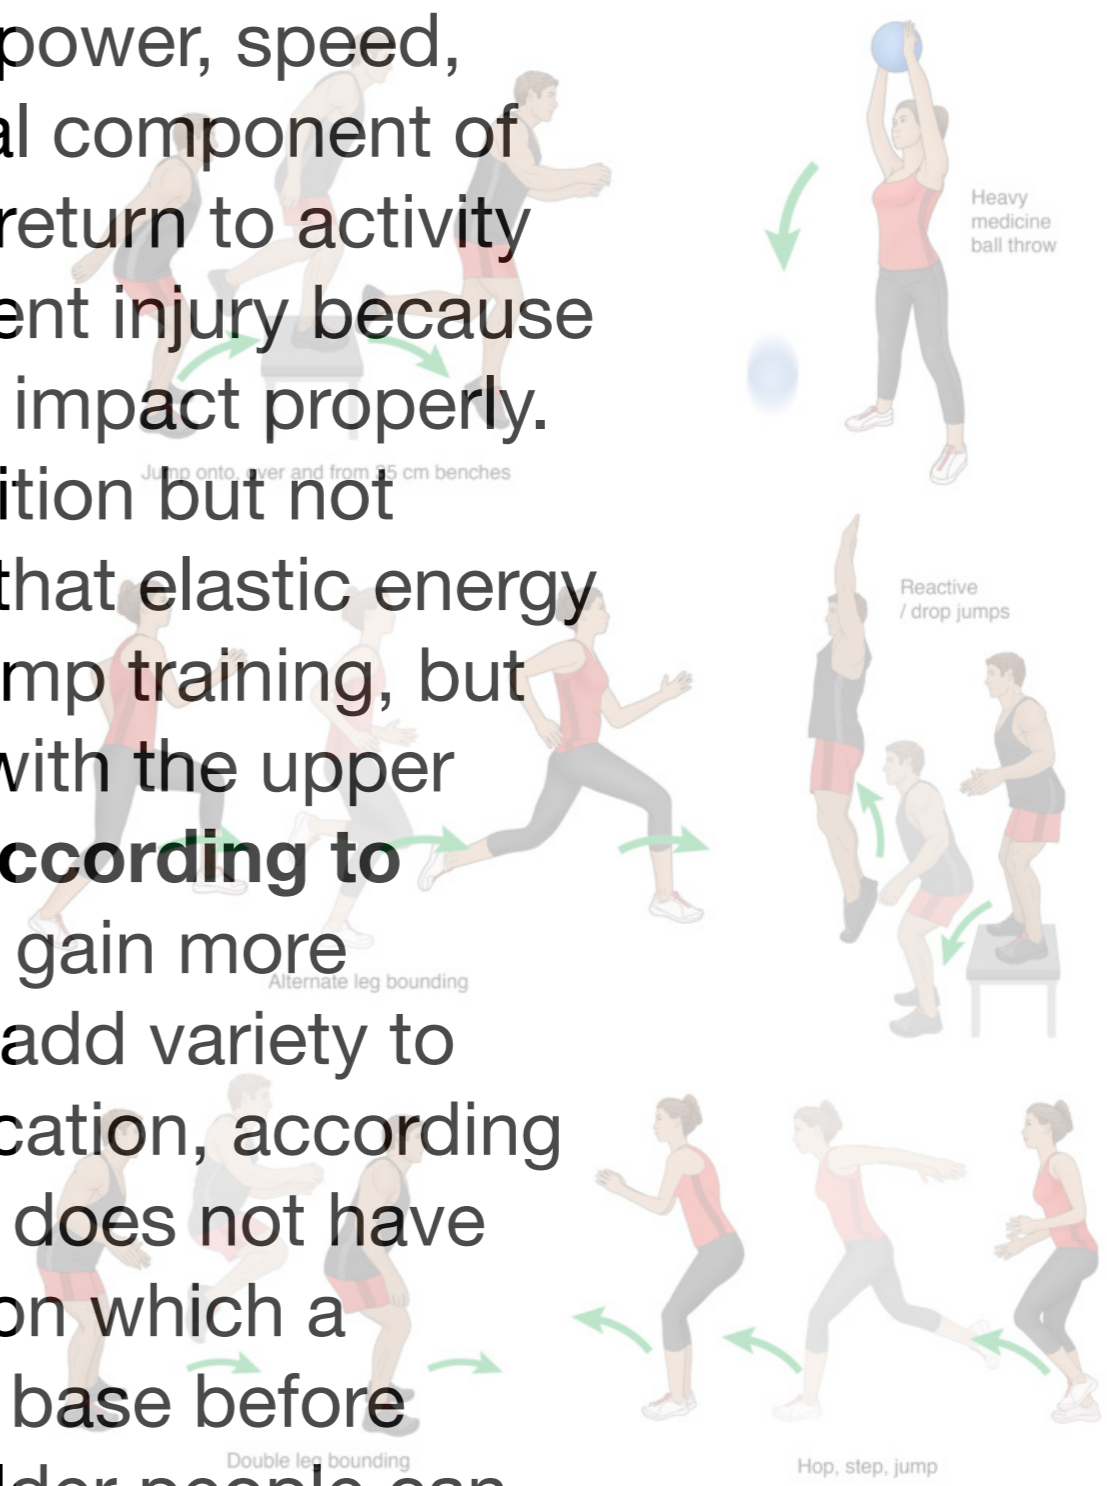 power, speed,
al component of
return to activity
ent injury because
impact properly.
Jump onto, over and from 35 cm benches
ition but not
that elastic energy
mp training, but
with the upper
ccording to
gain more
Alternate leg bounding
add variety to
cation, according
does not have
on which a
base before
Double leg bounding
lder people can
Heavy
medicine
ball throw
Reactive
/ drop jumps
Hop, step, jump